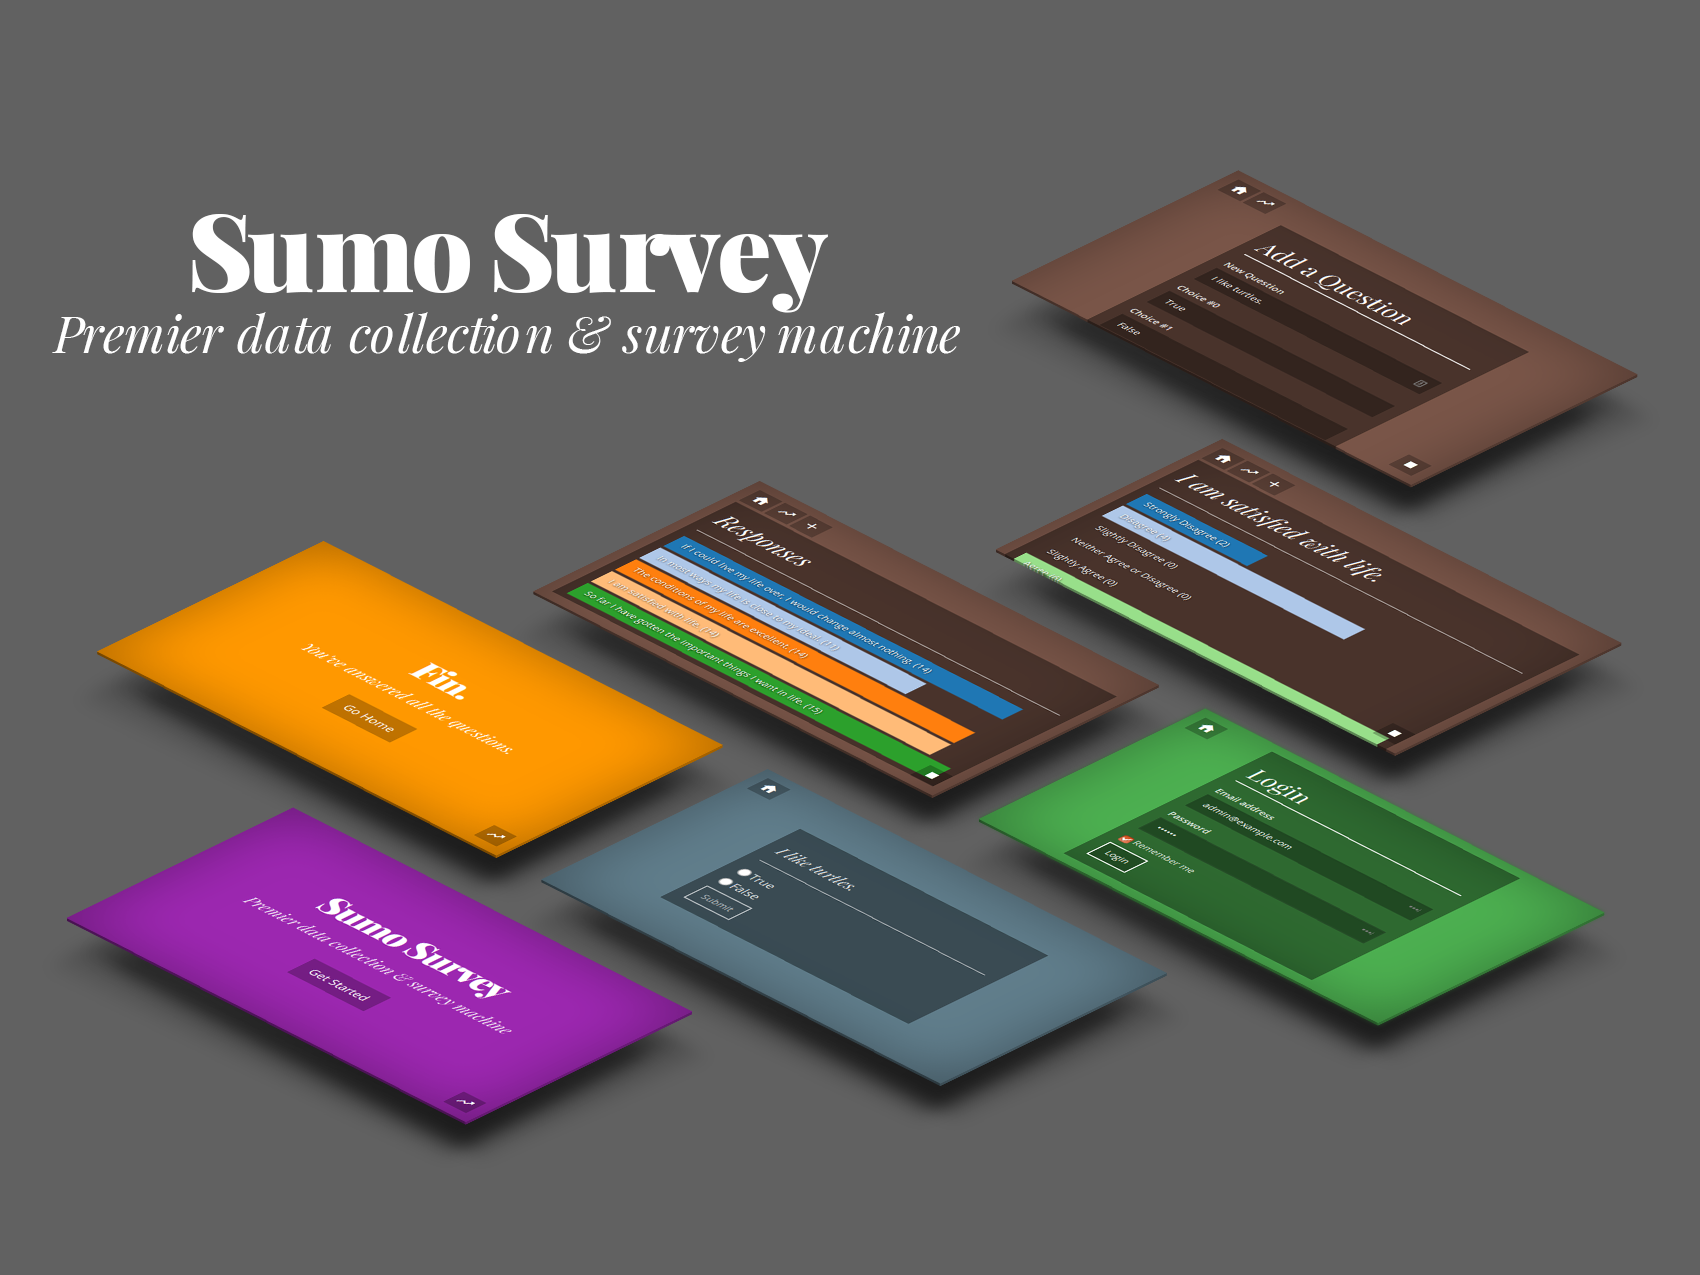 Sumo Survey
Premier data collection & survey machine
Add a Question
New Question
I like turtles.
Choice #0
True
Choice #1
False
I am satisfied with life.
Strongly Disagree (2)
Slightly Disagree (0)
Neither Agree or Disagree (0)
Slightly Agree (0)
Responses
If I could live my life over, I would change almost nothing. (14)
The conditions of my life are excellent. (14)
I am satisfied with life. (14)
So far I have gotten the important things I want in life. (15)
Fin.
You've answered all the questions.
Go Home
Login
Email address
admin@example.com
Password
Remember me
Login
I like turtles.
True
False
Submit
Sumo Survey
Premier data collection & survey machine
Get Started